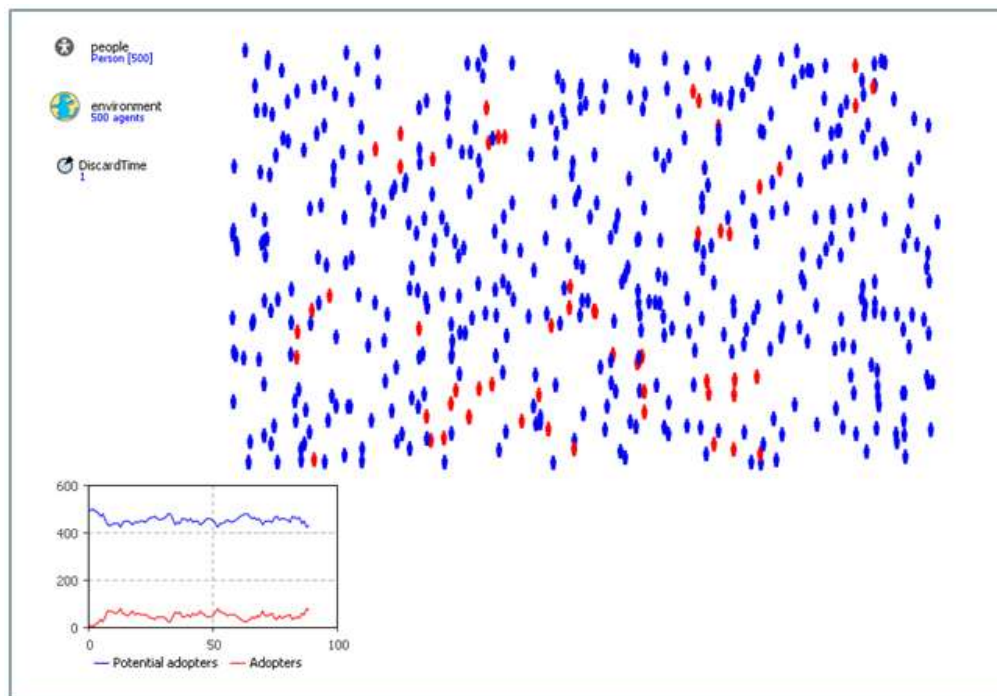 people
Person [500]
environment
500 agents
DiscardTime
1
600
400
200
0
0
50
100
Potential adopters
Adopters